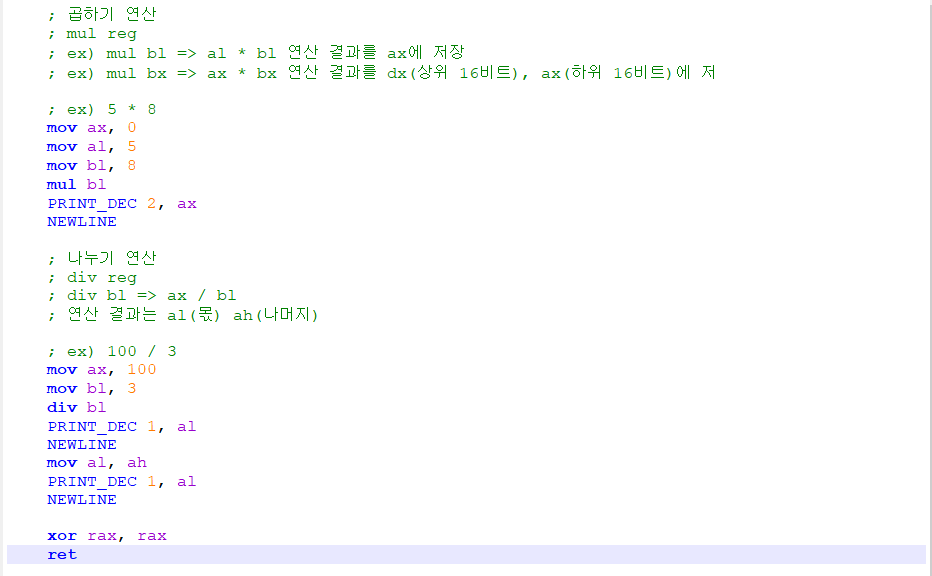 ; 곱하기 연산
; mul reg
; ex) mul bl => al * bl 연산 결과를 ax에 저장
; ex) mul bx => ax * bx 연산 결과를 dx(상위 16비트), ax(하위 16비트)에 저
; ex) 5 * 8
mov ax, 0
mov al, 5
mov bl, 8
mul bl
PRINT_DEC 2, ax
NEWLINE
; 나누기 연산
; div reg
; div bl => ax / bl
; 연산 결과는 al(몫) ah(나머지)
; ex) 100 / 3
mov ax, 100
mov bl, 3
div bl
PRINT_DEC 1, al
NEWLINE
mov al, ah
PRINT_DEC 1, al
NEWLINE
xor rax, rax
ret